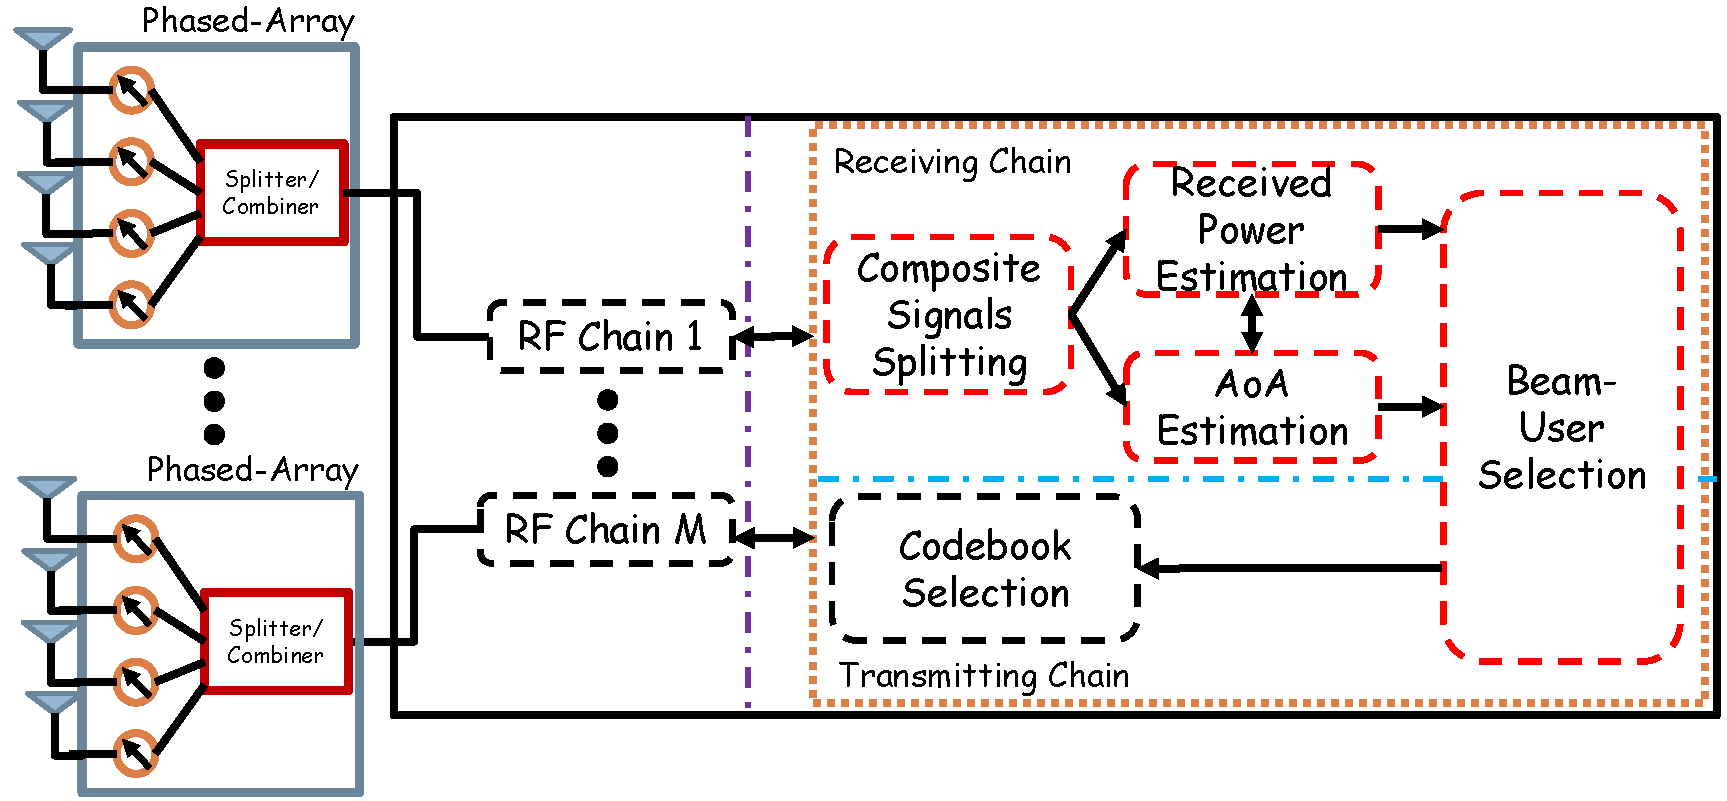 Phased-Array
Splitter/
Combiner
Phased-Array
Splitter/
Combiner
RF Chain 1
RF Chain M
Receiving Chain
Composite
Signals
Splitting
Received
Power
Estimation
AoA
Estimation
Beam-
User
Selection
Codebook
Selection
Transmitting Chain